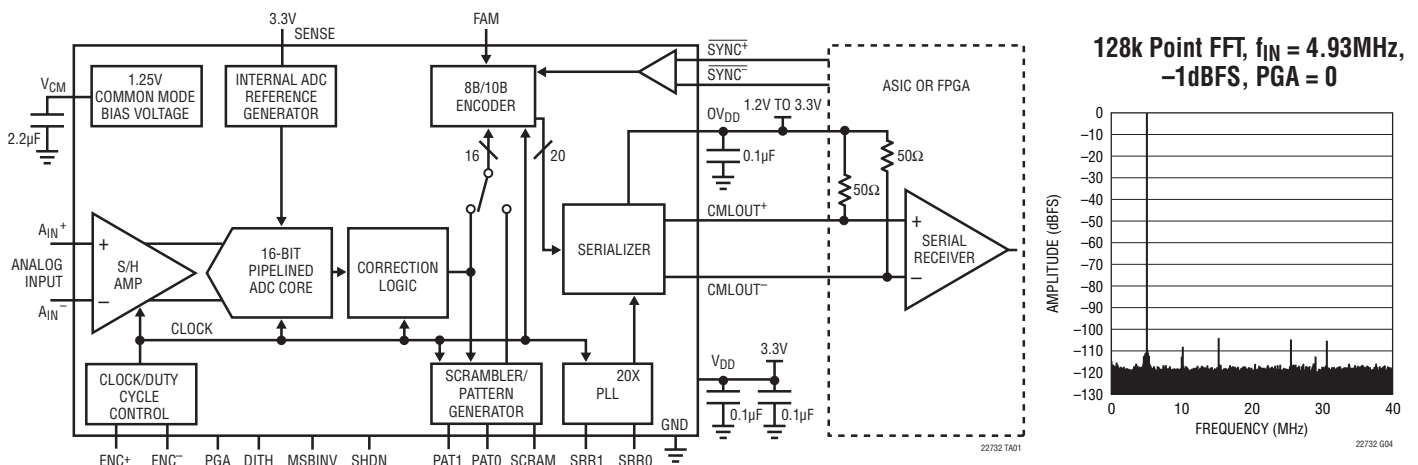 3.3V
SENSE
FAM
1.25V
COMMON MODE
BIAS VOLTAGE
INTERNAL ADC
REFERENCE
GENERATOR
8B/10B
ENCODER
SYNC+
SYNC−
ASIC OR FPGA
VCM
2.2µF
16
20
OVDD
1.2V TO 3.3V
0.1µF
50Ω
50Ω
AIN+
ANALOG
INPUT
AIN−
+
S/H
AMP
−
16-BIT
PIPELINED
ADC CORE
CORRECTION
LOGIC
SERIALIZER
CMLOUT+
CMLOUT−
+
SERIAL
RECEIVER
−
CLOCK
CLOCK/DUTY
CYCLE
CONTROL
SCRAMBLER/
PATTERN
GENERATOR
20X
PLL
VDD
3.3V
0.1µF
0.1µF
GND
ENC+
ENC−
PGA
DITH
MSBINV
SHDN
PAT1
PAT0
SCRAM
SRR1
SRR0
22732 TA01
128k Point FFT, fIN = 4.93MHz,
–1dBFS, PGA = 0
AMPLITUDE (dBFS)
0
–10
–20
–30
–40
–50
–60
–70
–80
–90
–100
–110
–120
–130
0
10
20
30
40
FREQUENCY (MHz)
22732 G04